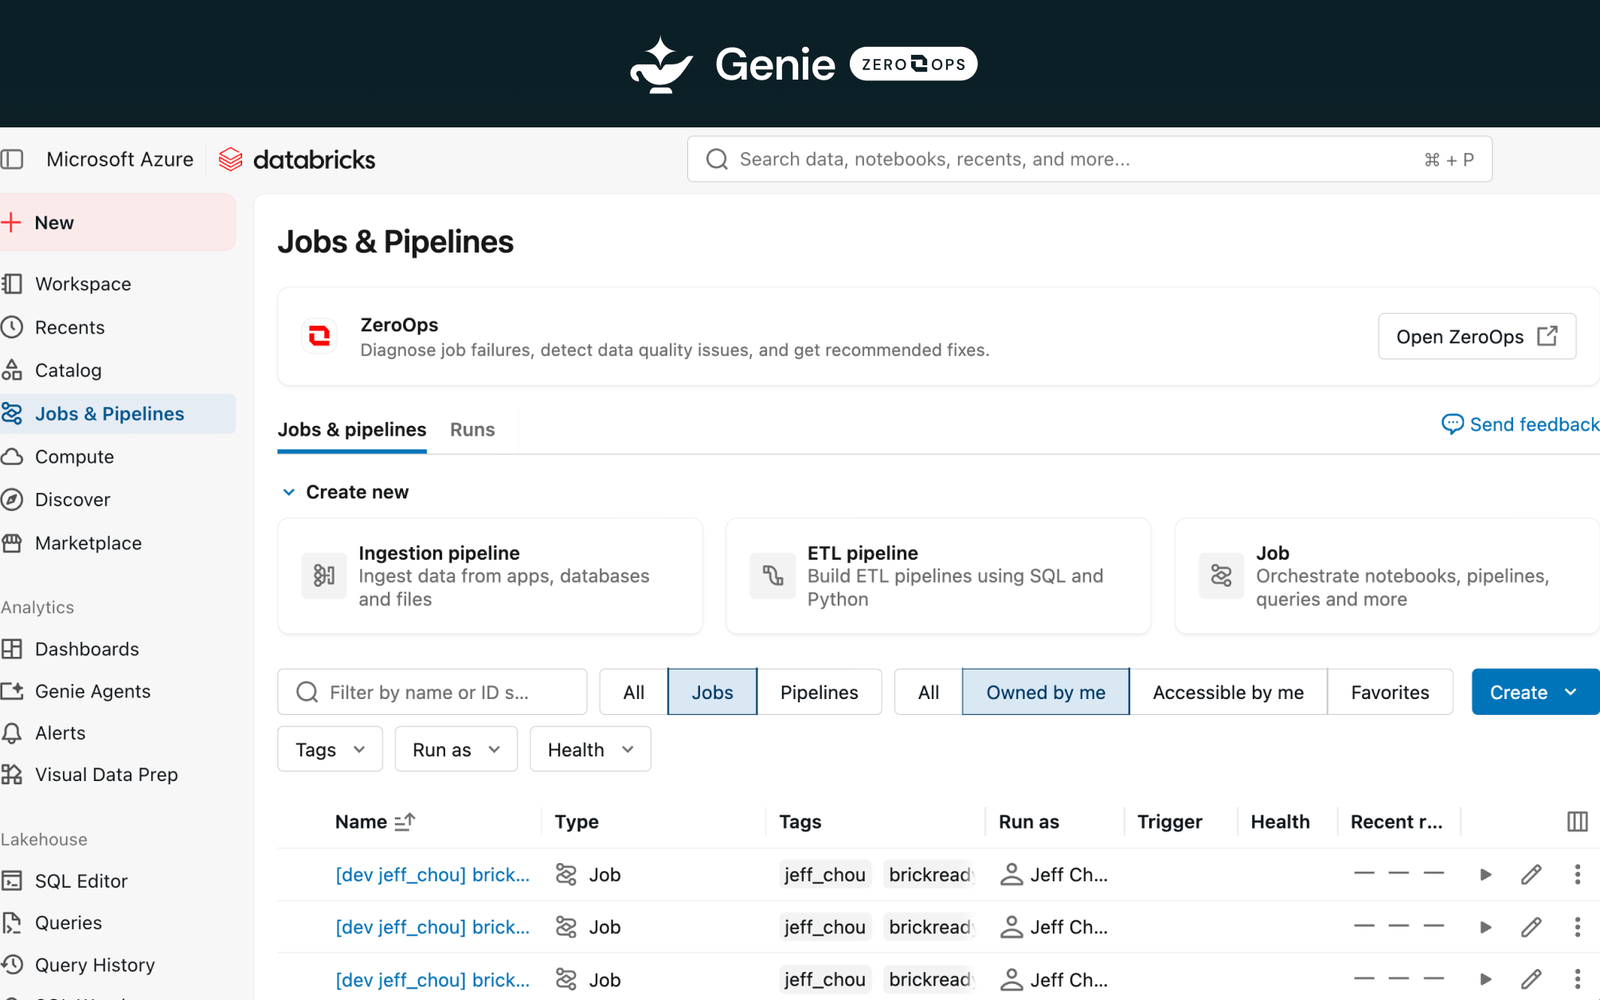 Genie ZERO OPS
Microsoft Azure databricks
Search data, notebooks, recents, and more... ⌘ + P
New
Workspace
Recents
Catalog
Jobs & Pipelines
Compute
Discover
Marketplace
Analytics
Dashboards
Genie Agents
Alerts
Visual Data Prep
Lakehouse
SQL Editor
Queries
Query History
Jobs & Pipelines
ZeroOps
Diagnose job failures, detect data quality issues, and get recommended fixes.
Open ZeroOps
Jobs & pipelines Runs
Send feedback
Create new
Ingestion pipeline
Ingest data from apps, databases
and files
ETL pipeline
Build ETL pipelines using SQL and
Python
Job
Orchestrate notebooks, pipelines,
queries and more
Filter by name or ID s... All Jobs Pipelines All Owned by me Accessible by me Favorites Create
Tags Run as Health
Name Type Tags Run as Trigger Health Recent r...
[dev jeff_chou] brick... Job jeff_chou brickready Jeff Ch...
[dev jeff_chou] brick... Job jeff_chou brickready Jeff Ch...
[dev jeff_chou] brick... Job jeff_chou brickready Jeff Ch...